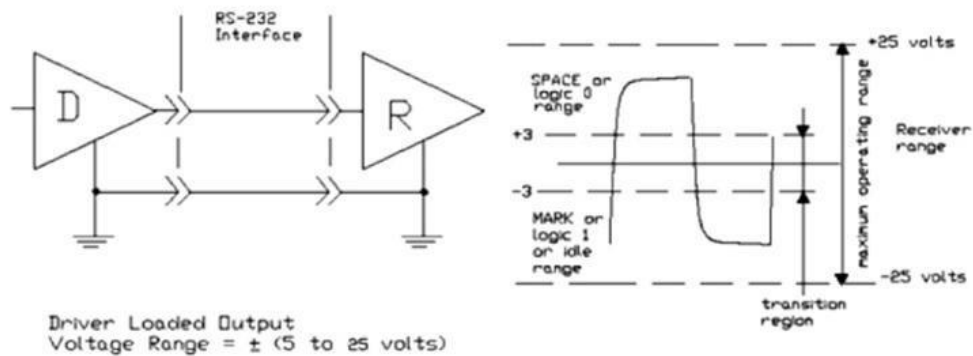 RS-232
Interface
D
R
Driver Loaded Output
Voltage Range = ± (5 to 25 volts)
+25 volts
SPACE or
logic 0
range
+3
-3
MARK or
logic 1
or idle
range
maximum operating range
Receiver
range
-25 volts
transition
region